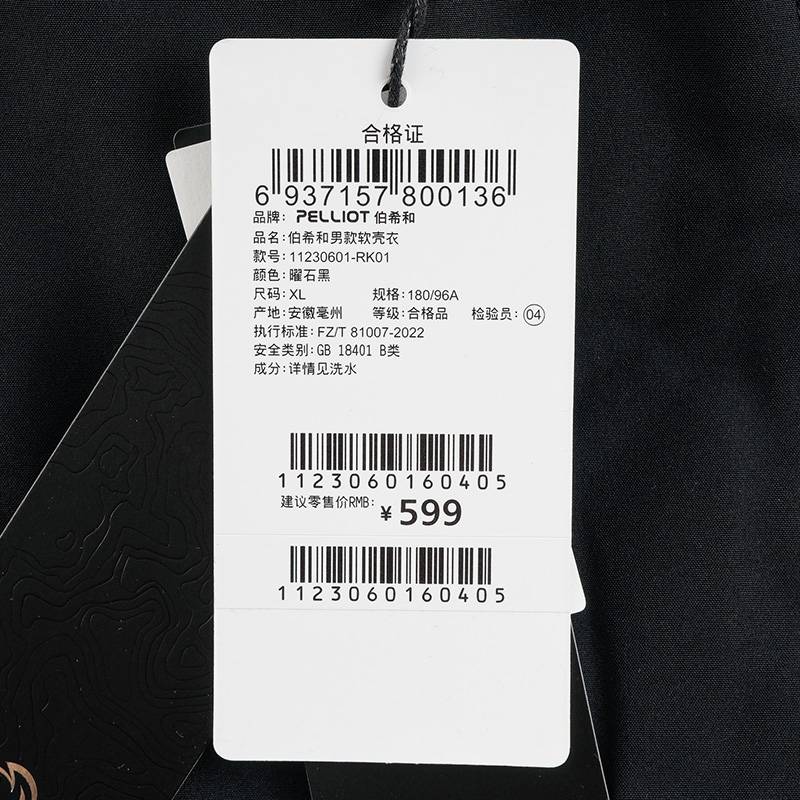 合格证
6 937157 800136
品牌: PELLIOT 伯希和
品名:伯希和男款软壳衣
款号:11230601-RK01
颜色:曜石黑
尺码:XL 规格:180/96A
产地:安徽亳州 等级:合格品 检验员:04
执行标准:FZ/T 81007-2022
安全类别:GB 18401 B类
成分:详情见洗水
1123060160405
建议零售价RMB: ¥599
1123060160405